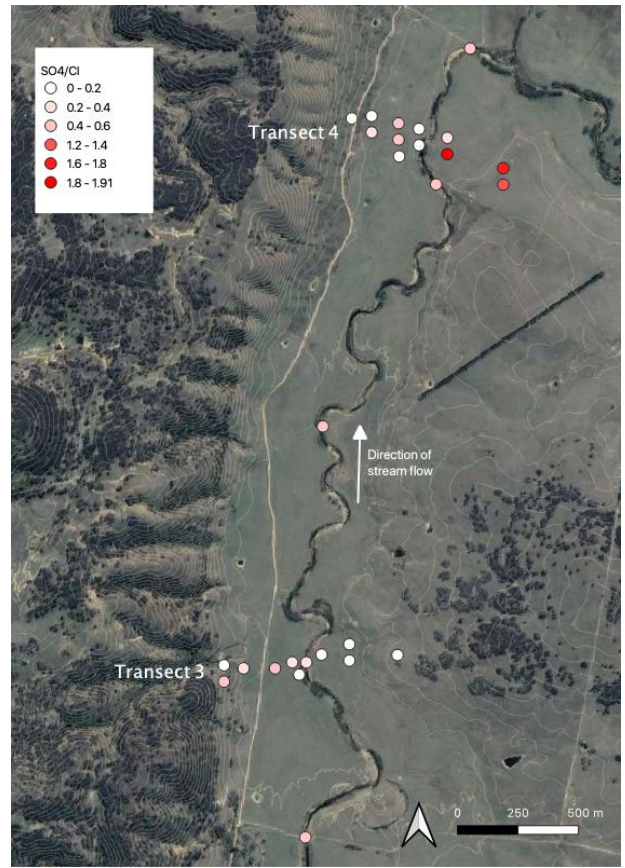 SO4/Cl
0 - 0.2
0.2 - 0.4
0.4 - 0.6
1.2 - 1.4
1.6 - 1.8
1.8 - 1.91
Transect 4
Direction of
stream flow
Transect 3
0 250 500 m